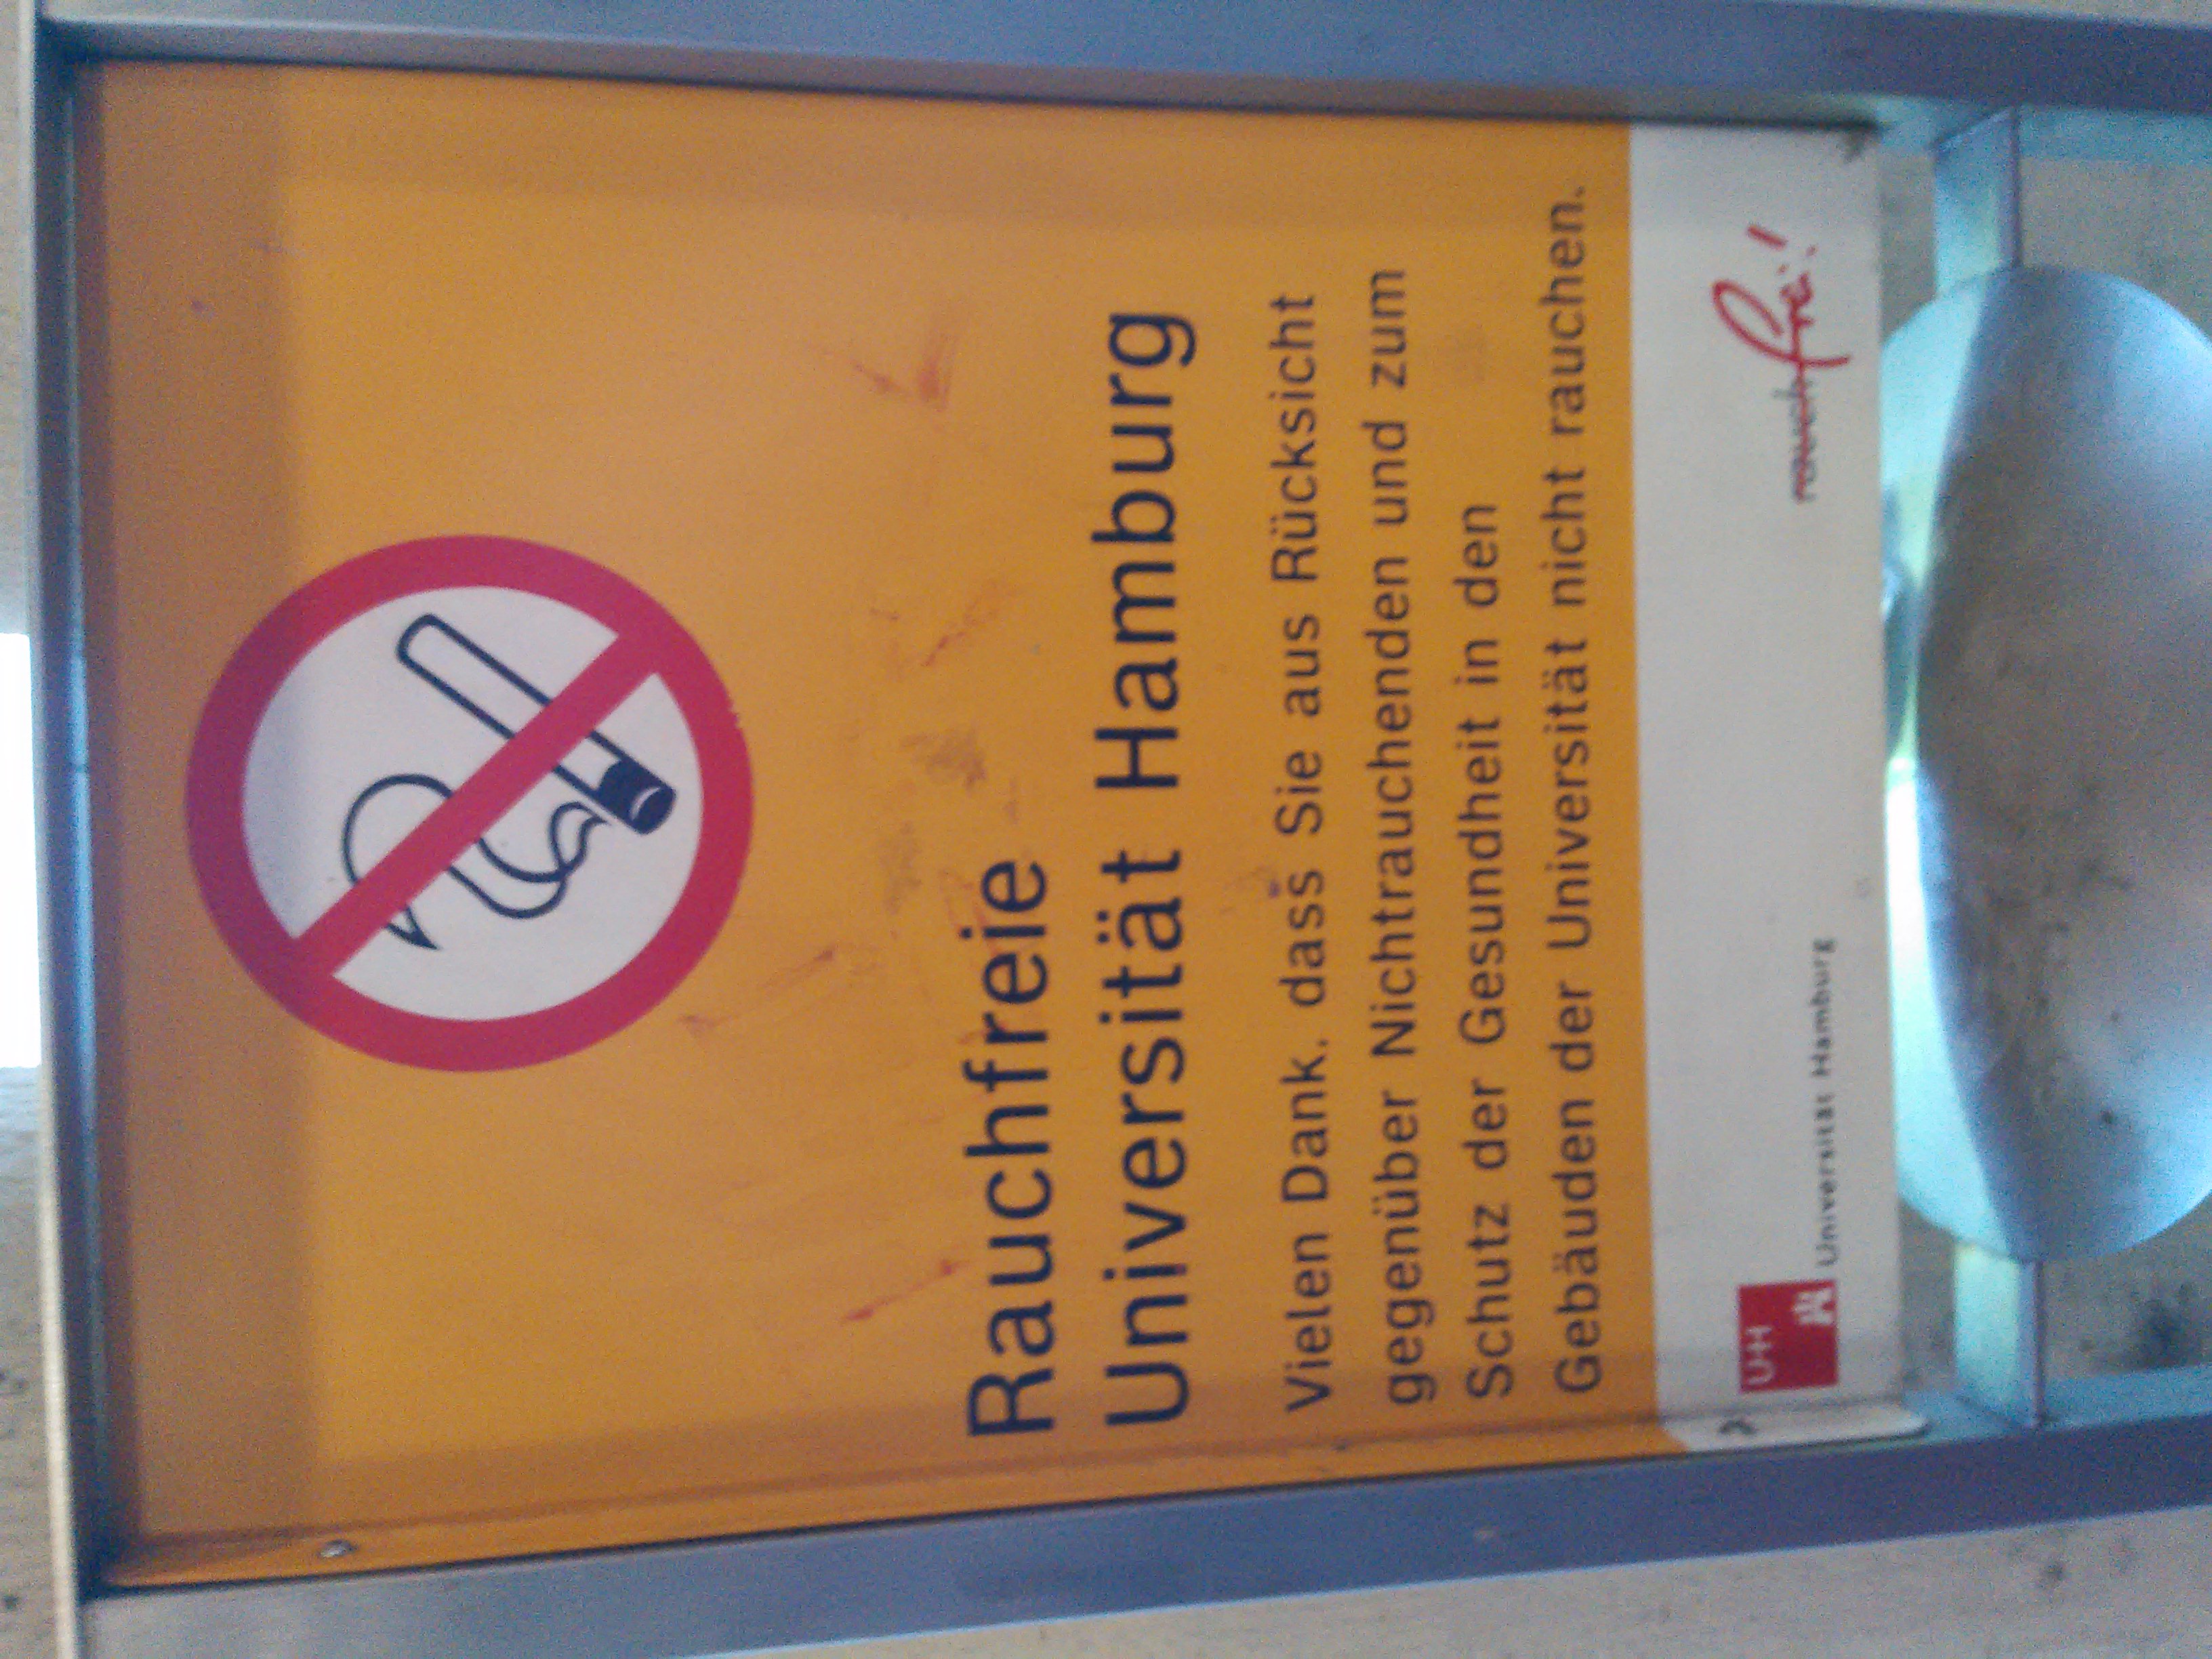 Rauchfreie
Universität Hamburg
Vielen Dank, dass Sie aus Rücksicht
gegenüber Nichtrauchenden und zum
Schutz der Gesundheit in den
Gebäuden der Universität nicht rauchen.
UHH
Universität Hamburg
rauchfrei!